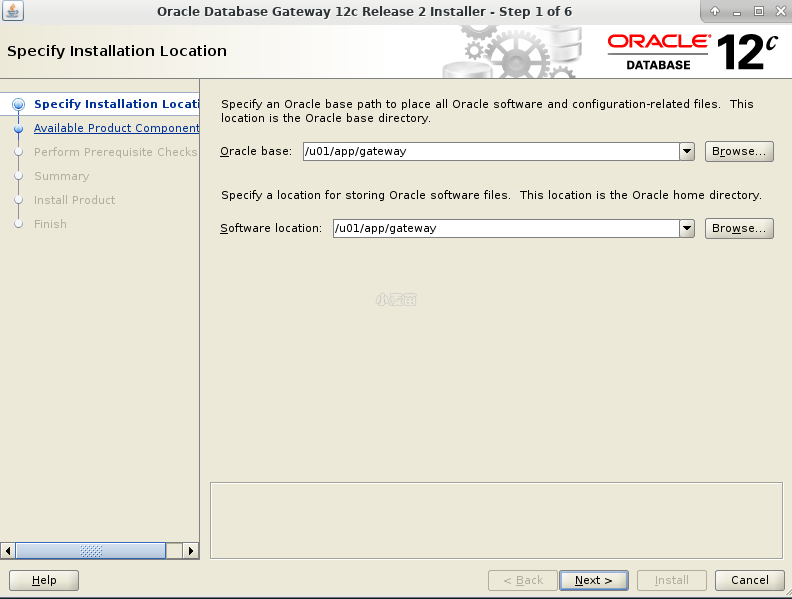 Oracle Database Gateway 12c Release 2 Installer - Step 1 of 6
Specify Installation Location
ORACLE
DATABASE
12c
Specify Installation Locati
Available Product Component
Perform Prerequisite Checks
Summary
Install Product
Finish
Specify an Oracle base path to place all Oracle software and configuration-related files. This
location is the Oracle base directory.
Oracle base: /u01/app/gateway Browse...
Specify a location for storing Oracle software files. This location is the Oracle home directory.
Software location: /u01/app/gateway Browse...
Help
< Back Next > Install Cancel